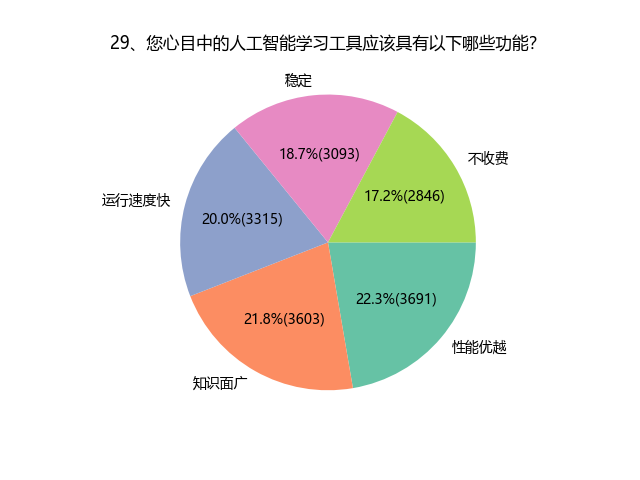 29、您心目中的人工智能学习工具应该具有以下哪些功能?
稳定
18.7%(3093)
不收费
17.2%(2846)
运行速度快
20.0%(3315)
22.3%(3691)
21.8%(3603)
性能优越
知识面广